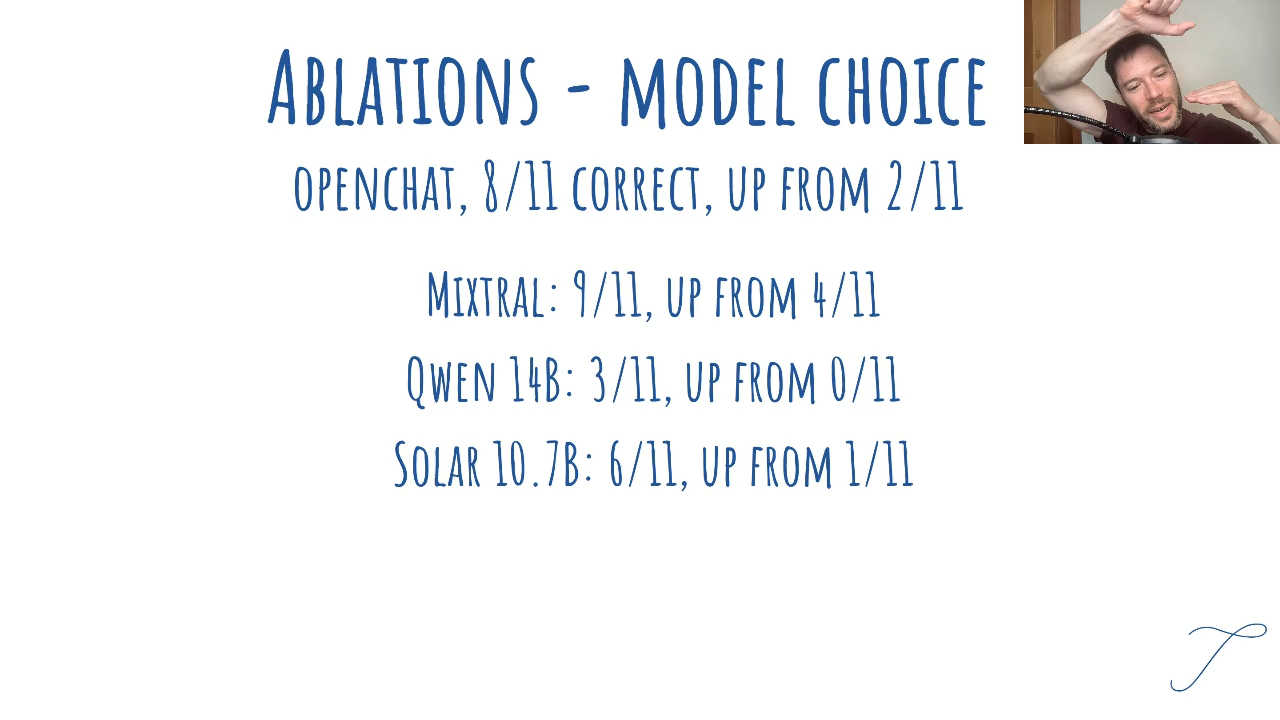 Ablations - model choice
openchat, 8/11 correct, up from 2/11
Mixtral: 9/11, up from 4/11
Qwen 14B: 3/11, up from 0/11
Solar 10.7B: 6/11, up from 1/11
T